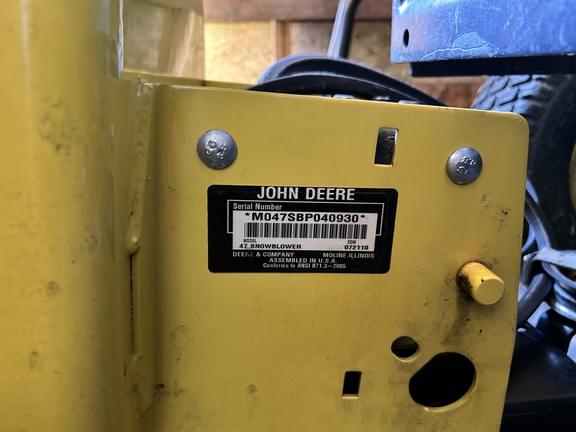 JOHN DEERE
Serial Number
*M047SBP040930*
MODEL DOM
47 SNOWBLOWER 072110
DEERE & COMPANY MOLINE, ILLINOIS
ASSEMBLED IN U.S.A.
Conforms to ANSI B71.3-2005